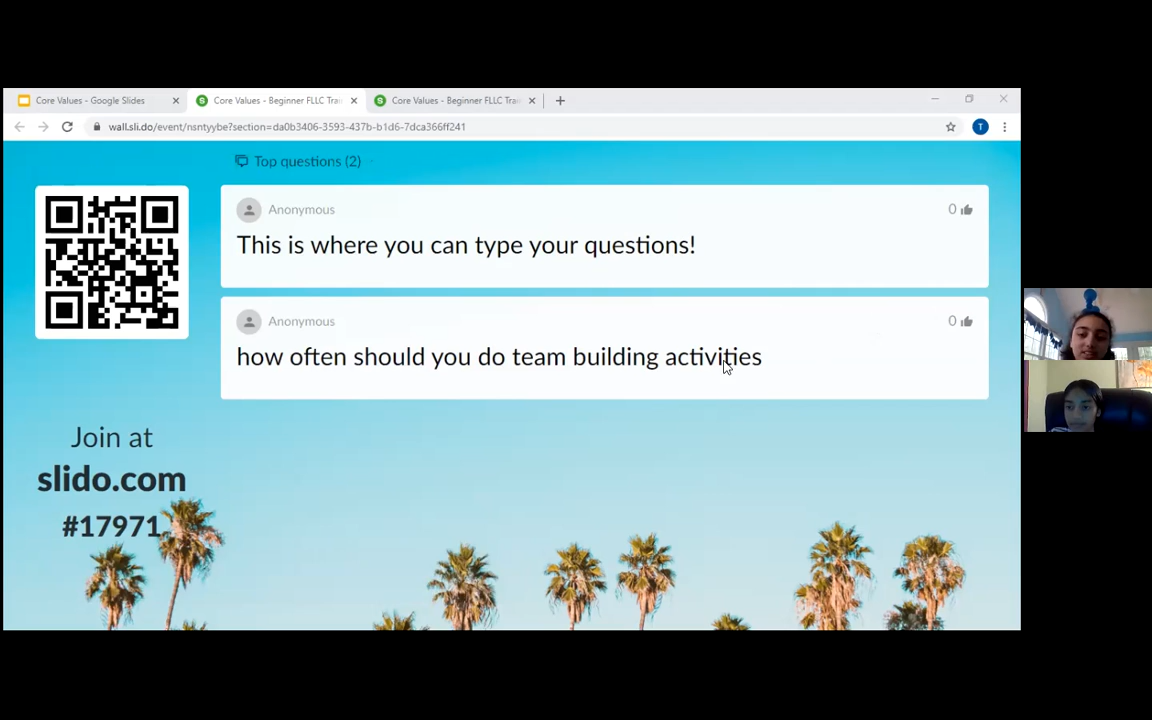 Core Values - Google Slides
Core Values - Beginner FLLC Trai
Core Values - Beginner FLLC Trai
wall.sli.do/event/nsntyybe?section=da0b3406-3593-437b-b1d6-7dca366ff241
T
Top questions (2)
Anonymous
0
This is where you can type your questions!
Anonymous
0
how often should you do team building activities
Join at
slido.com
#17971